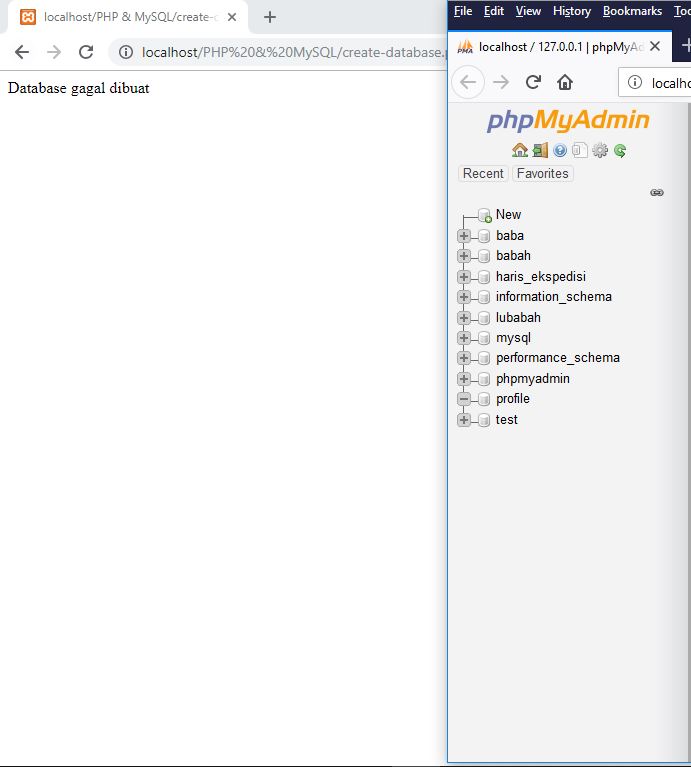 localhost/PHP & MySQL/create-d
localhost/PHP%20&%20MySQL/create-database.p
Database gagal dibuat
File Edit View History Bookmarks Too
localhost / 127.0.0.1 | phpMyAd
localho
phpMyAdmin
Recent Favorites
New
baba
babah
haris_ekspedisi
information_schema
lubabah
mysql
performance_schema
phpmyadmin
profile
test